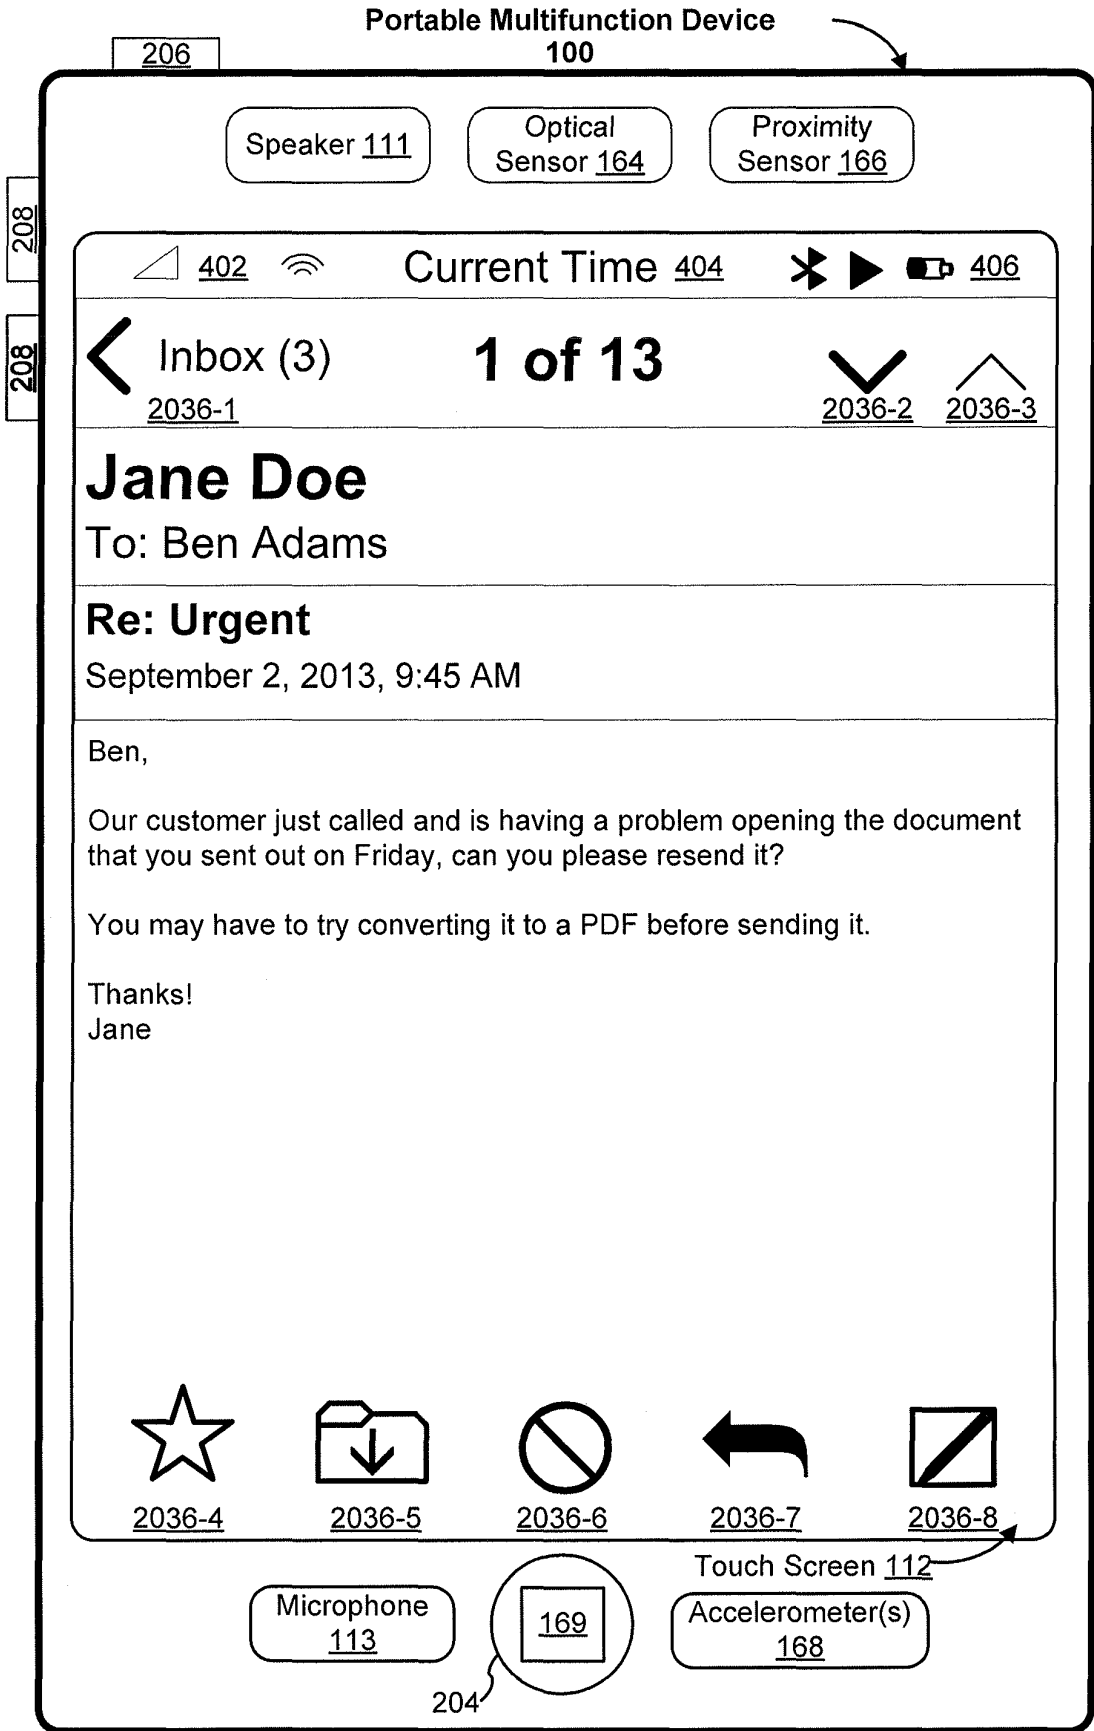 Portable Multifunction Device
100
206
Speaker 111
Optical
Sensor 164
Proximity
Sensor 166
208
402
Current Time 404
406
208
Inbox (3)
1 of 13
2036-1
2036-2
2036-3
Jane Doe
To: Ben Adams
Re: Urgent
September 2, 2013, 9:45 AM
Ben,
Our customer just called and is having a problem opening the document
that you sent out on Friday, can you please resend it?
You may have to try converting it to a PDF before sending it.
Thanks!
Jane
2036-4
2036-5
2036-6
2036-7
2036-8
Touch Screen 112
Microphone
113
169
Accelerometer(s)
168
204